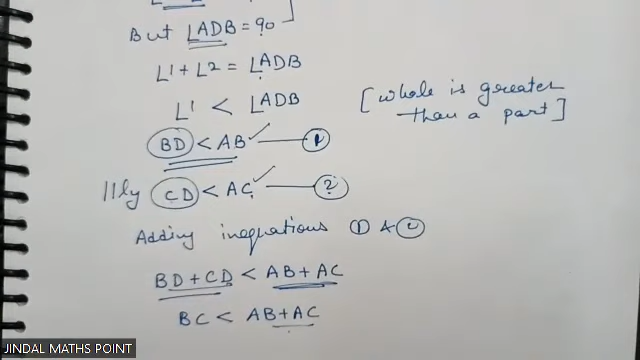 But ∟ADB = 90
∟1 + ∟2 = ∟ADB
∟1 < ∟ADB
[whole is greater than a part]
BD < AB ✓ — ①
||ly CD < AC ✓ — ②
Adding inequations ① & ②
BD + CD < AB + AC
BC < AB + AC
JINDAL MATHS POINT